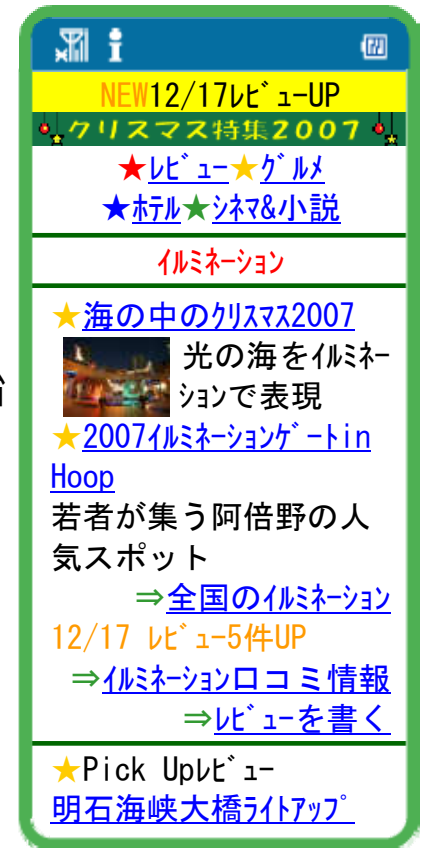 NEW12/17ﾚﾋﾞｭｰUP
クリスマス特集2007
★ﾚﾋﾞｭｰ★ｸﾞﾙﾒ
★ﾎﾃﾙ★ｼﾈﾏ&小説
ｲﾙﾐﾈｰｼｮﾝ
★海の中のｸﾘｽﾏｽ2007
光の海をｲﾙﾐﾈｰ
ｼｮﾝで表現
★2007ｲﾙﾐﾈｰｼｮﾝｹﾞｰﾄin
Hoop
若者が集う阿倍野の人
気スポット
⇒全国のｲﾙﾐﾈｰｼｮﾝ
12/17 ﾚﾋﾞｭｰ5件UP
⇒ｲﾙﾐﾈｰｼｮﾝ口コミ情報
⇒ﾚﾋﾞｭｰを書く
★Pick Upﾚﾋﾞｭｰ
明石海峡大橋ﾗｲﾄｱｯﾌﾟ